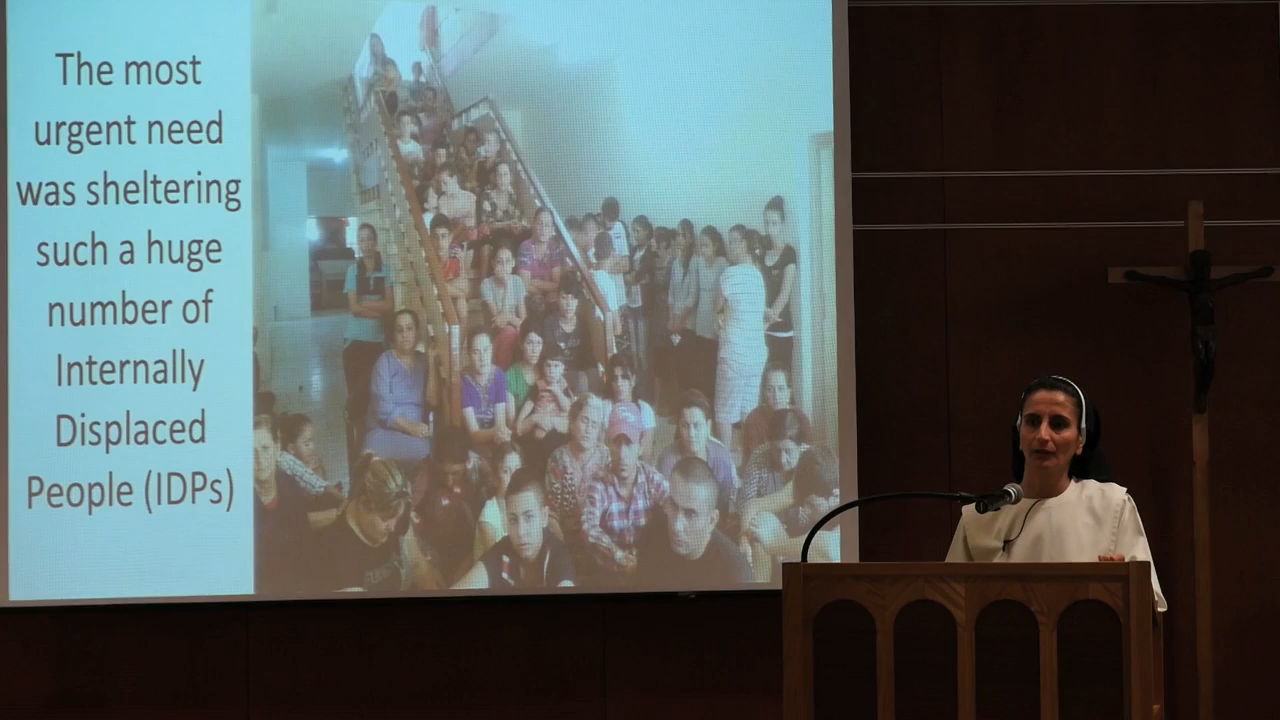 The most
urgent need
was sheltering
such a huge
number of
Internally
Displaced
People (IDPs)